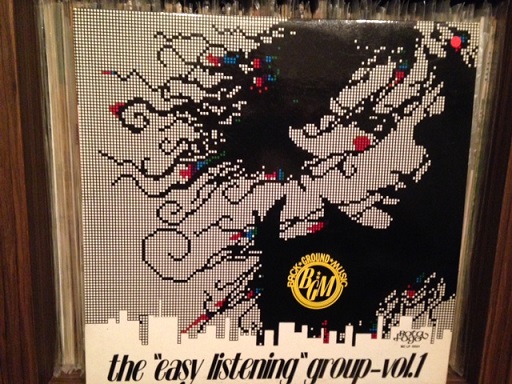 BACK•GROUND•MUSIC
BGM
the "easy listening" group-vol.1